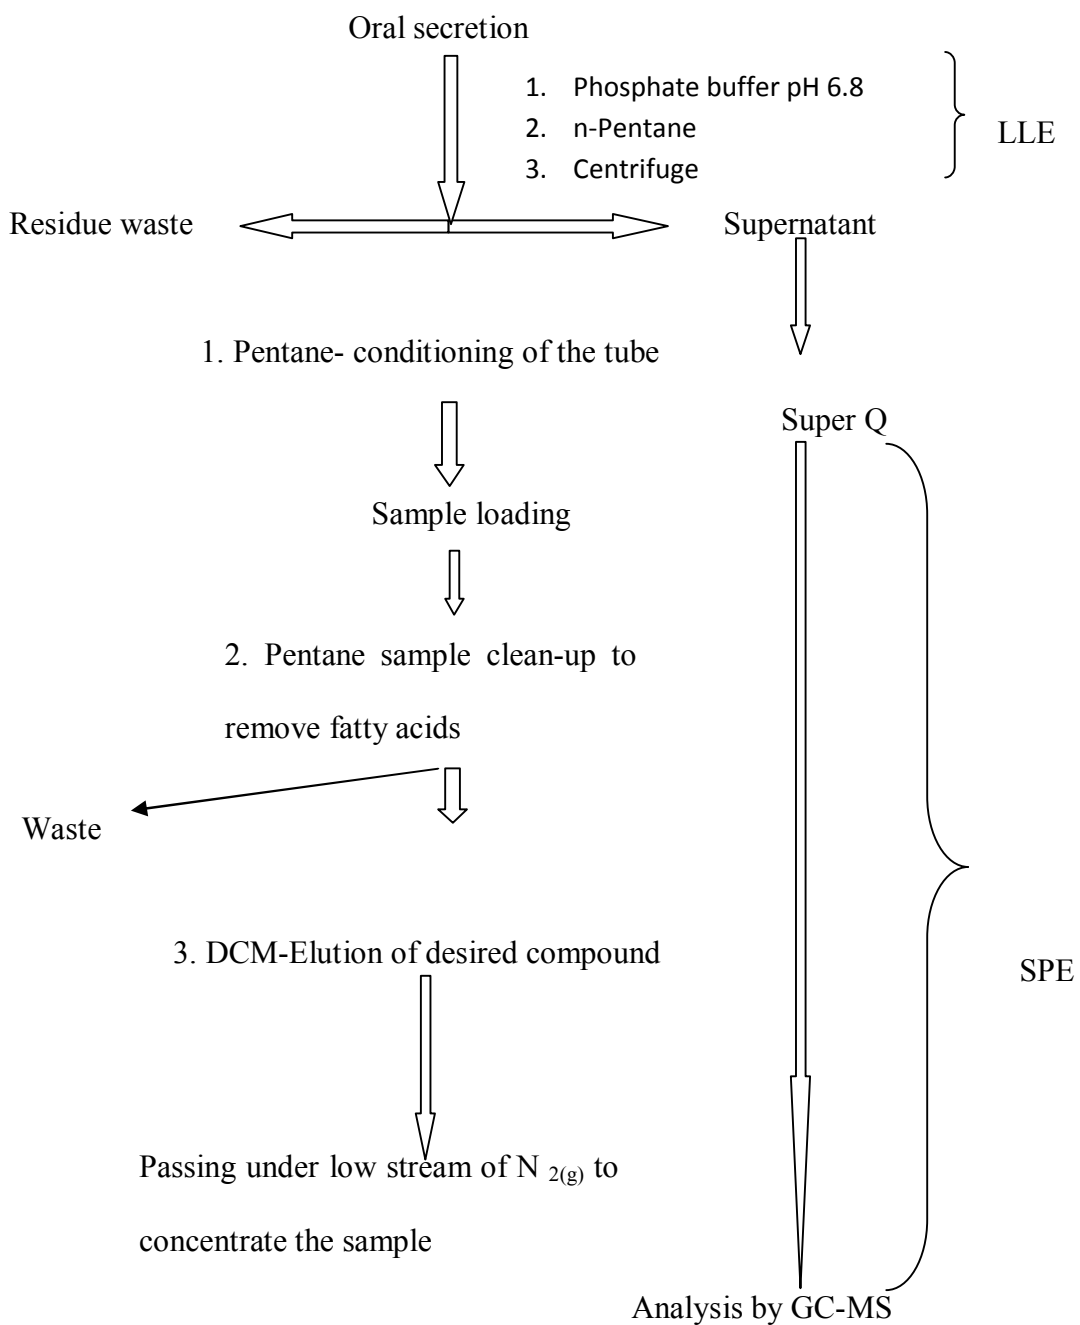 Oral secretion
1. Phosphate buffer pH 6.8
2. n-Pentane
3. Centrifuge
LLE
Residue waste
Supernatant
1. Pentane- conditioning of the tube
Super Q
Sample loading
2. Pentane sample clean-up to
remove fatty acids
Waste
3. DCM-Elution of desired compound
SPE
Passing under low stream of N 2(g) to
concentrate the sample
Analysis by GC-MS